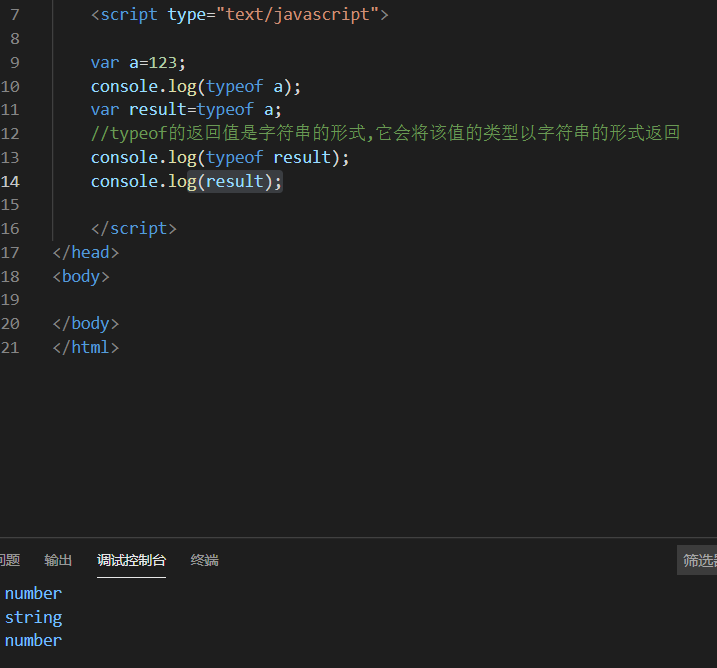 7 <script type="text/javascript">
8
9 var a=123;
10 console.log(typeof a);
11 var result=typeof a;
12 //typeof的返回值是字符串的形式,它会将该值的类型以字符串的形式返回
13 console.log(typeof result);
14 console.log(result);
15
16 </script>
17 </head>
18 <body>
19
20 </body>
21 </html>
问题 输出 调试控制台 终端 筛选器
number
string
number